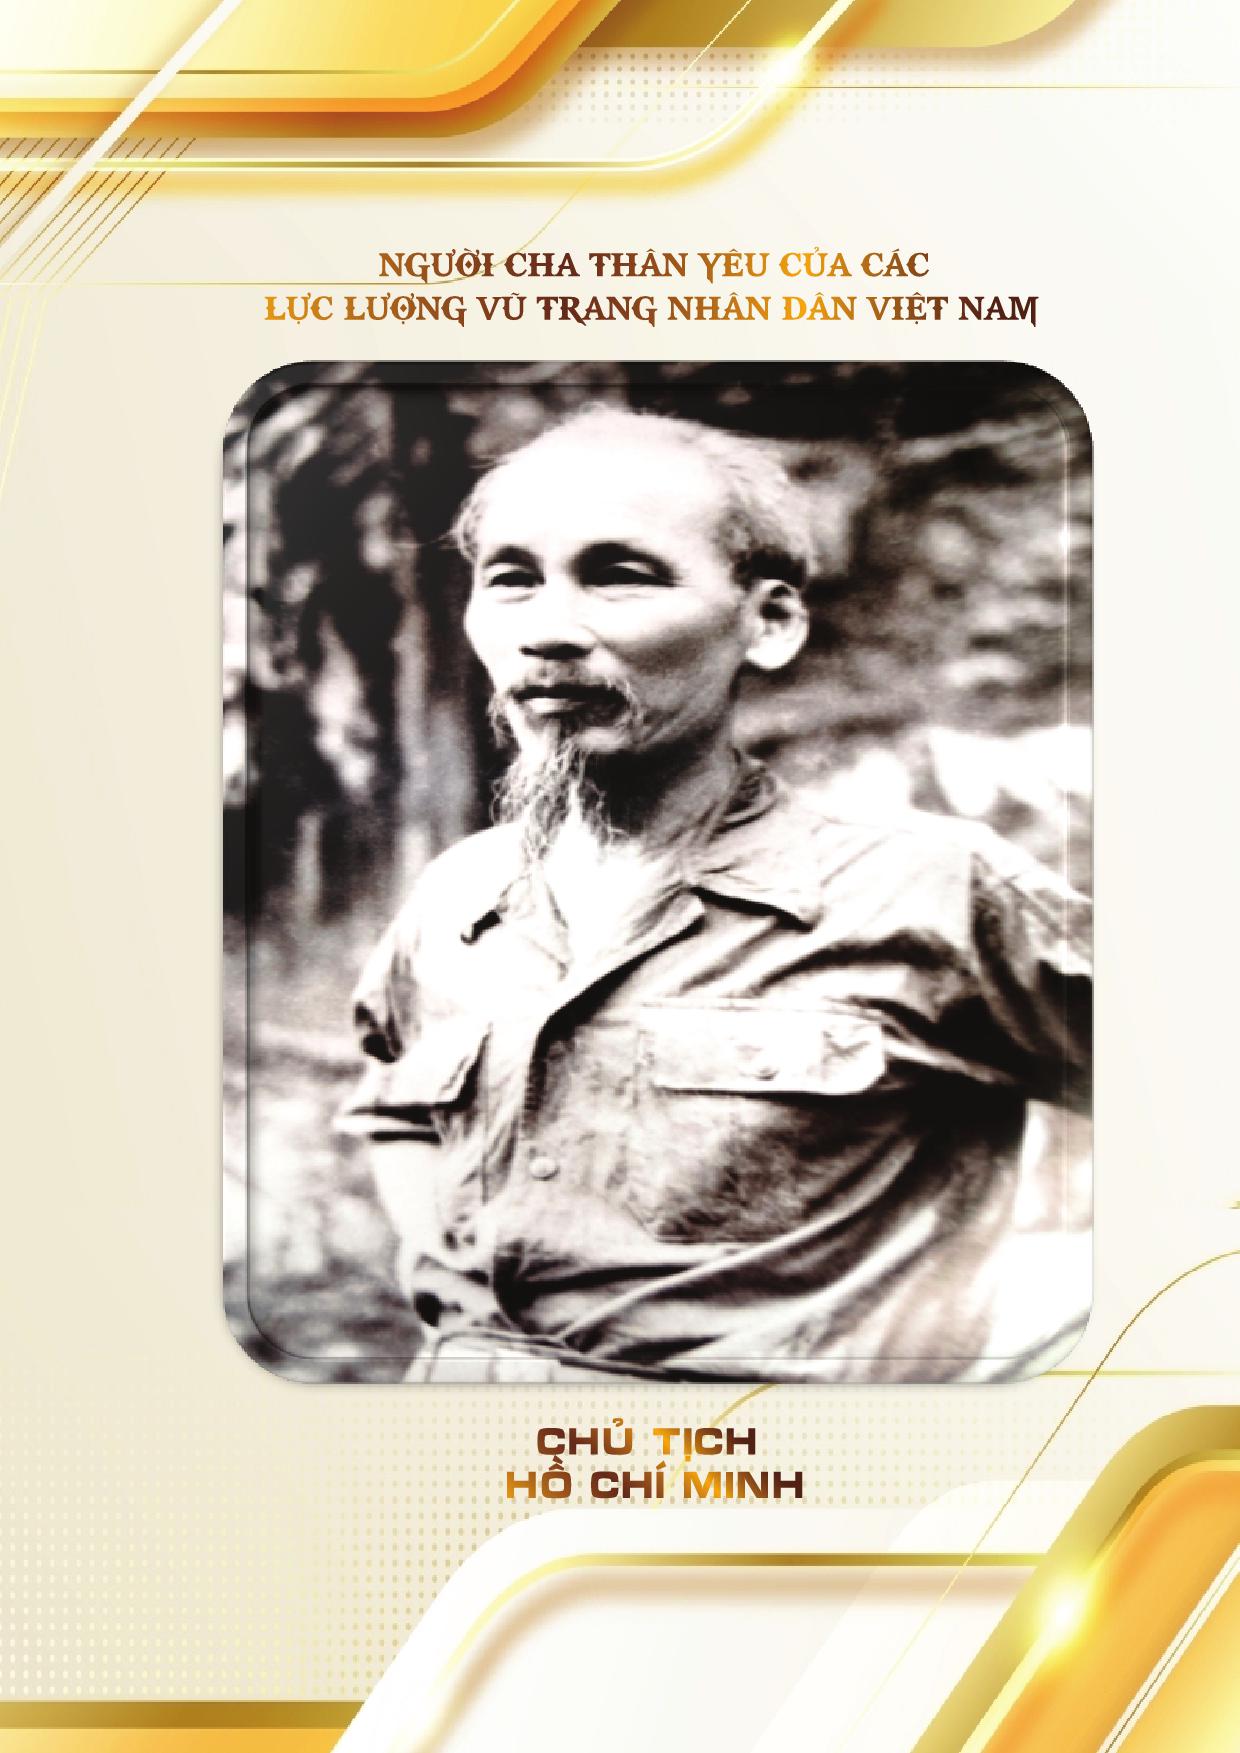 NGƯỜI CHA THÂN YÊU CỦA CÁC
LỰC LƯỢNG VŨ TRANG NHÂN DÂN VIỆT NAM
CHỦ TỊCH
HỒ CHÍ MINH